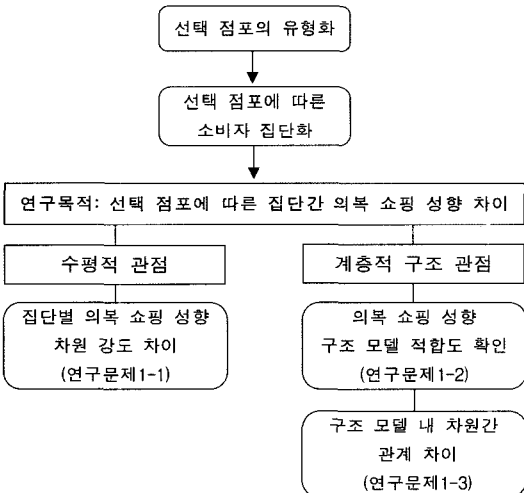 선택 점포의 유형화
선택 점포에 따른
소비자 집단화
연구목적: 선택 점포에 따른 집단간 의복 쇼핑 성향 차이
수평적 관점
계층적 구조 관점
집단별 의복 쇼핑 성향
차원 강도 차이
(연구문제1-1)
의복 쇼핑 성향
구조 모델 적합도 확인
(연구문제1-2)
구조 모델 내 차원간
관계 차이
(연구문제1-3)